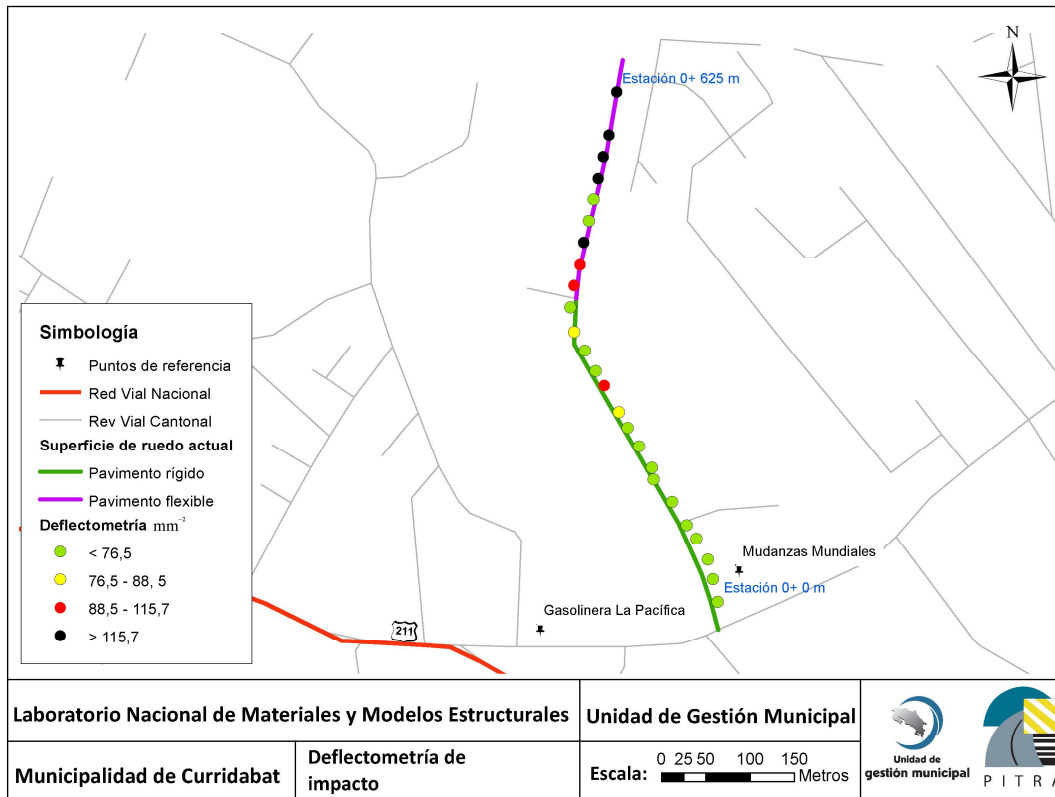 N
Estación 0+ 625 m
Simbología
Puntos de referencia
Red Vial Nacional
Rev Vial Cantonal
Superficie de ruedo actual
Pavimento rígido
Pavimento flexible
Deflectometría mm⁻²
< 76,5
76,5 - 88, 5
88,5 - 115,7
> 115,7
Mudanzas Mundiales
Estación 0+ 0 m
Gasolinera La Pacífica
211
Laboratorio Nacional de Materiales y Modelos Estructurales
Unidad de Gestión Municipal
Municipalidad de Curridabat
Deflectometría de
impacto
Escala:
0 25 50 100 150
Metros
Unidad de
gestión municipal
PITRA